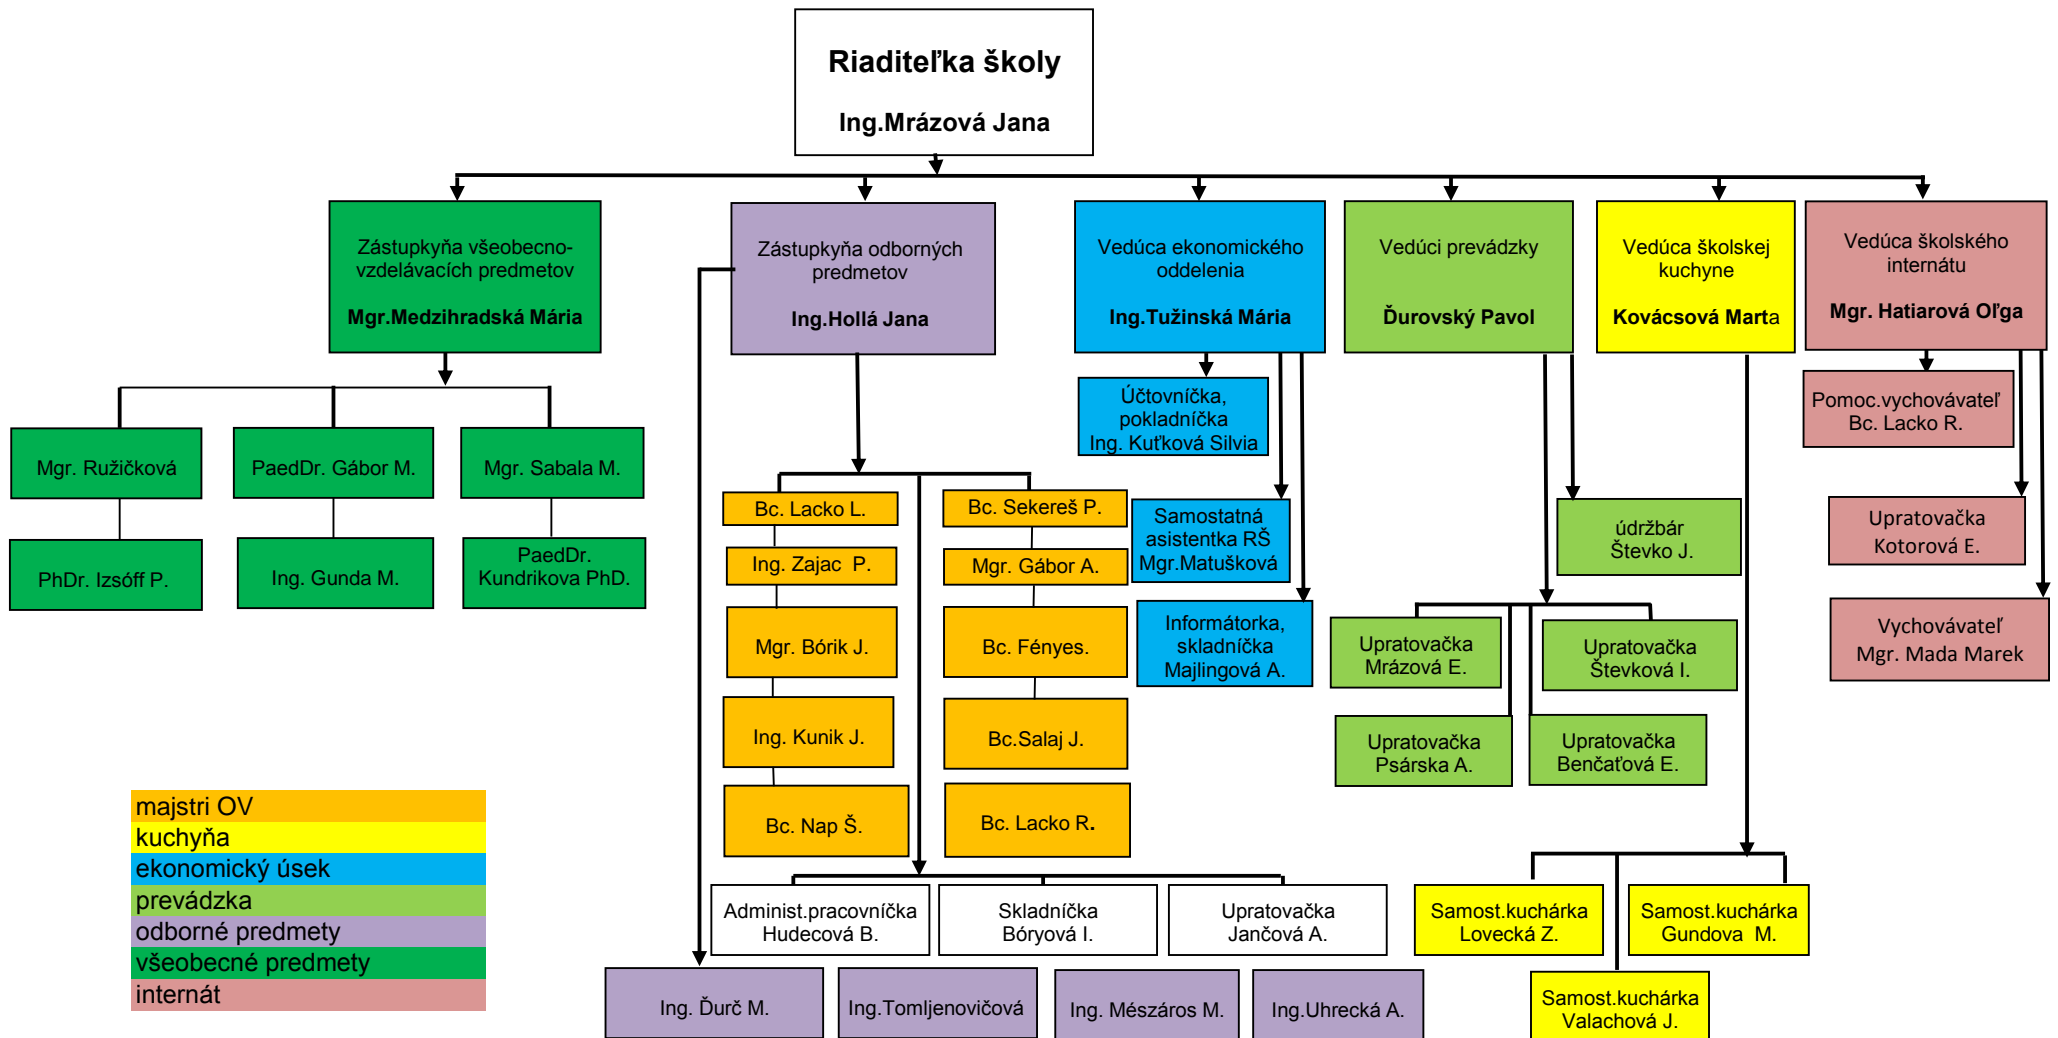 Riaditeľka školy
Ing.Mrázová Jana
Zástupkyňa všeobecno-
vzdelávacích predmetov
Mgr.Medzihradská Mária
Zástupkyňa odborných
predmetov
Ing.Hollá Jana
Vedúca ekonomického
oddelenia
Ing.Tužinská Mária
Vedúci prevádzky
Ďurovský Pavol
Vedúca školskej
kuchyne
Kovácsová Marta
Vedúca školského
internátu
Mgr. Hatiarová Oľga
Mgr. Ružičková
PaedDr. Gábor M.
Mgr. Sabala M.
PhDr. Izsóff P.
Ing. Gunda M.
PaedDr.
Kundrikova PhD.
Bc. Lacko L.
Ing. Zajac P.
Mgr. Bórik J.
Ing. Kunik J.
Bc. Nap Š.
Bc. Sekereš P.
Mgr. Gábor A.
Bc. Fényes.
Bc.Salaj J.
Bc. Lacko R.
Administ.pracovníčka
Hudecová B.
Skladníčka
Bóryová I.
Upratovačka
Jančová A.
Ing. Ďurč M.
Ing.Tomljenovičová
Ing. Mészáros M.
Ing.Uhrecká A.
Účtovníčka,
pokladníčka
Ing. Kuťková Silvia
Samostatná
asistentka RŠ
Mgr.Matušková
Informátorka,
skladníčka
Majlingová A.
údržbár
Števko J.
Upratovačka
Mrázová E.
Upratovačka
Števková I.
Upratovačka
Psárska A.
Upratovačka
Benčaťová E.
Samost.kuchárka
Lovecká Z.
Samost.kuchárka
Gundova M.
Samost.kuchárka
Valachová J.
Pomoc.vychovávateľ
Bc. Lacko R.
Upratovačka
Kotorová E.
Vychovávateľ
Mgr. Mada Marek
majstri OV
kuchyňa
ekonomický úsek
prevádzka
odborné predmety
všeobecné predmety
internát